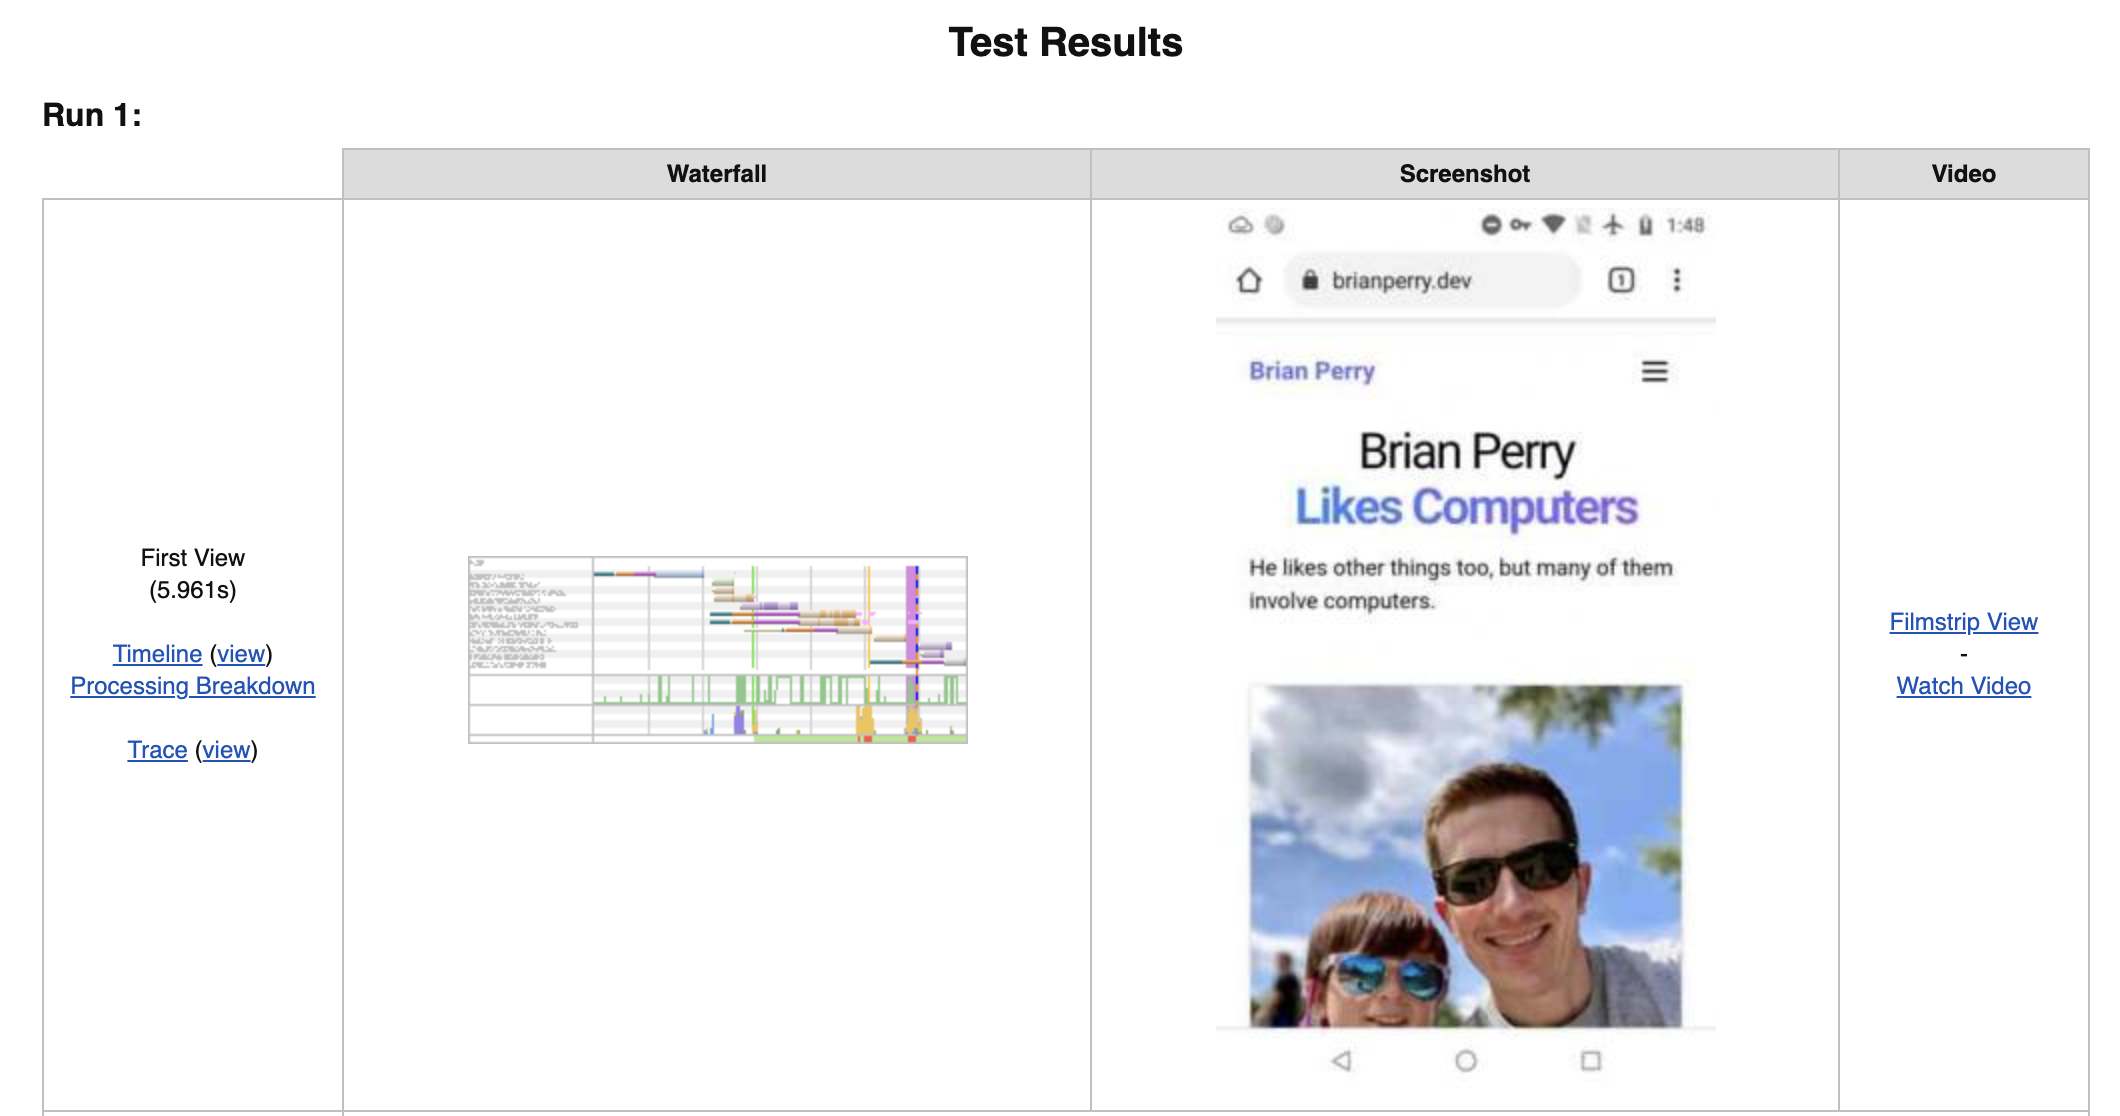 Test Results
Run 1:
Waterfall
Screenshot
Video
First View
(5.961s)
Timeline (view)
Processing Breakdown
Trace (view)
1:48
brianperry.dev
1
Brian Perry
Brian Perry
Likes Computers
He likes other things too, but many of them
involve computers.
Filmstrip View
-
Watch Video